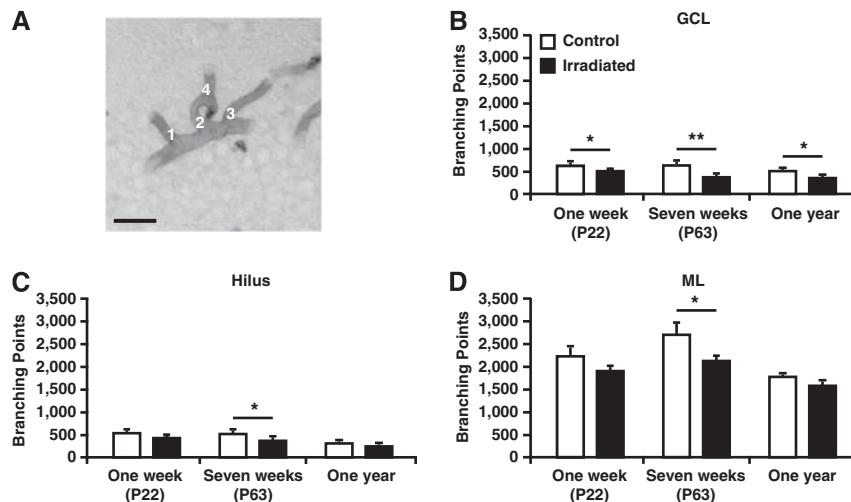 A
4
3
2
1
B
GCL
Control
Irradiated
Branching Points
3,500
3,000
2,500
2,000
1,500
1,000
500
0
*
**
*
One week
(P22)
Seven weeks
(P63)
One year
C
Hilus
Branching Points
3,500
3,000
2,500
2,000
1,500
1,000
500
0
*
One week
(P22)
Seven weeks
(P63)
One year
D
ML
Branching Points
3,500
3,000
2,500
2,000
1,500
1,000
500
0
*
One week
(P22)
Seven weeks
(P63)
One year